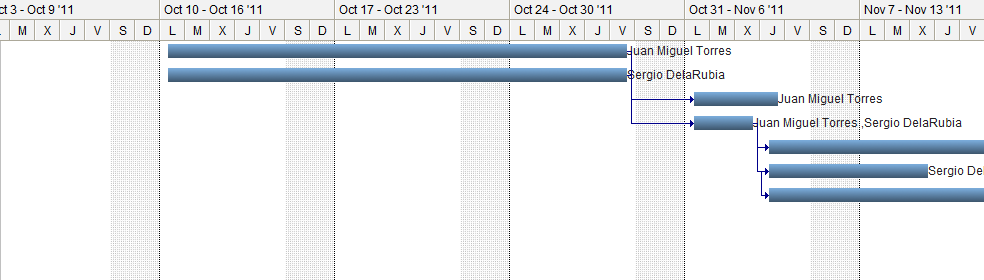 ct 3 - Oct 9 '11 Oct 10 - Oct 16 '11 Oct 17 - Oct 23 '11 Oct 24 - Oct 30 '11 Oct 31 - Nov 6 '11 Nov 7 - Nov 13 '11
L M X J V S D L M X J V S D L M X J V S D L M X J V S D L M X J V S D L M X J V
Juan Miguel Torres
Sergio DelaRubia
Juan Miguel Torres
Juan Miguel Torres ,Sergio DelaRubia
Sergio Del